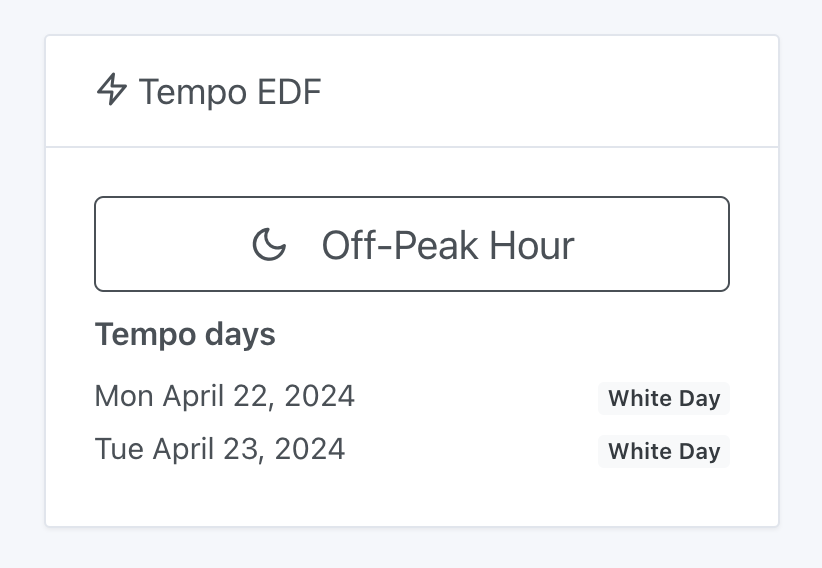 Tempo EDF
Off-Peak Hour
Tempo days
Mon April 22, 2024 White Day
Tue April 23, 2024 White Day